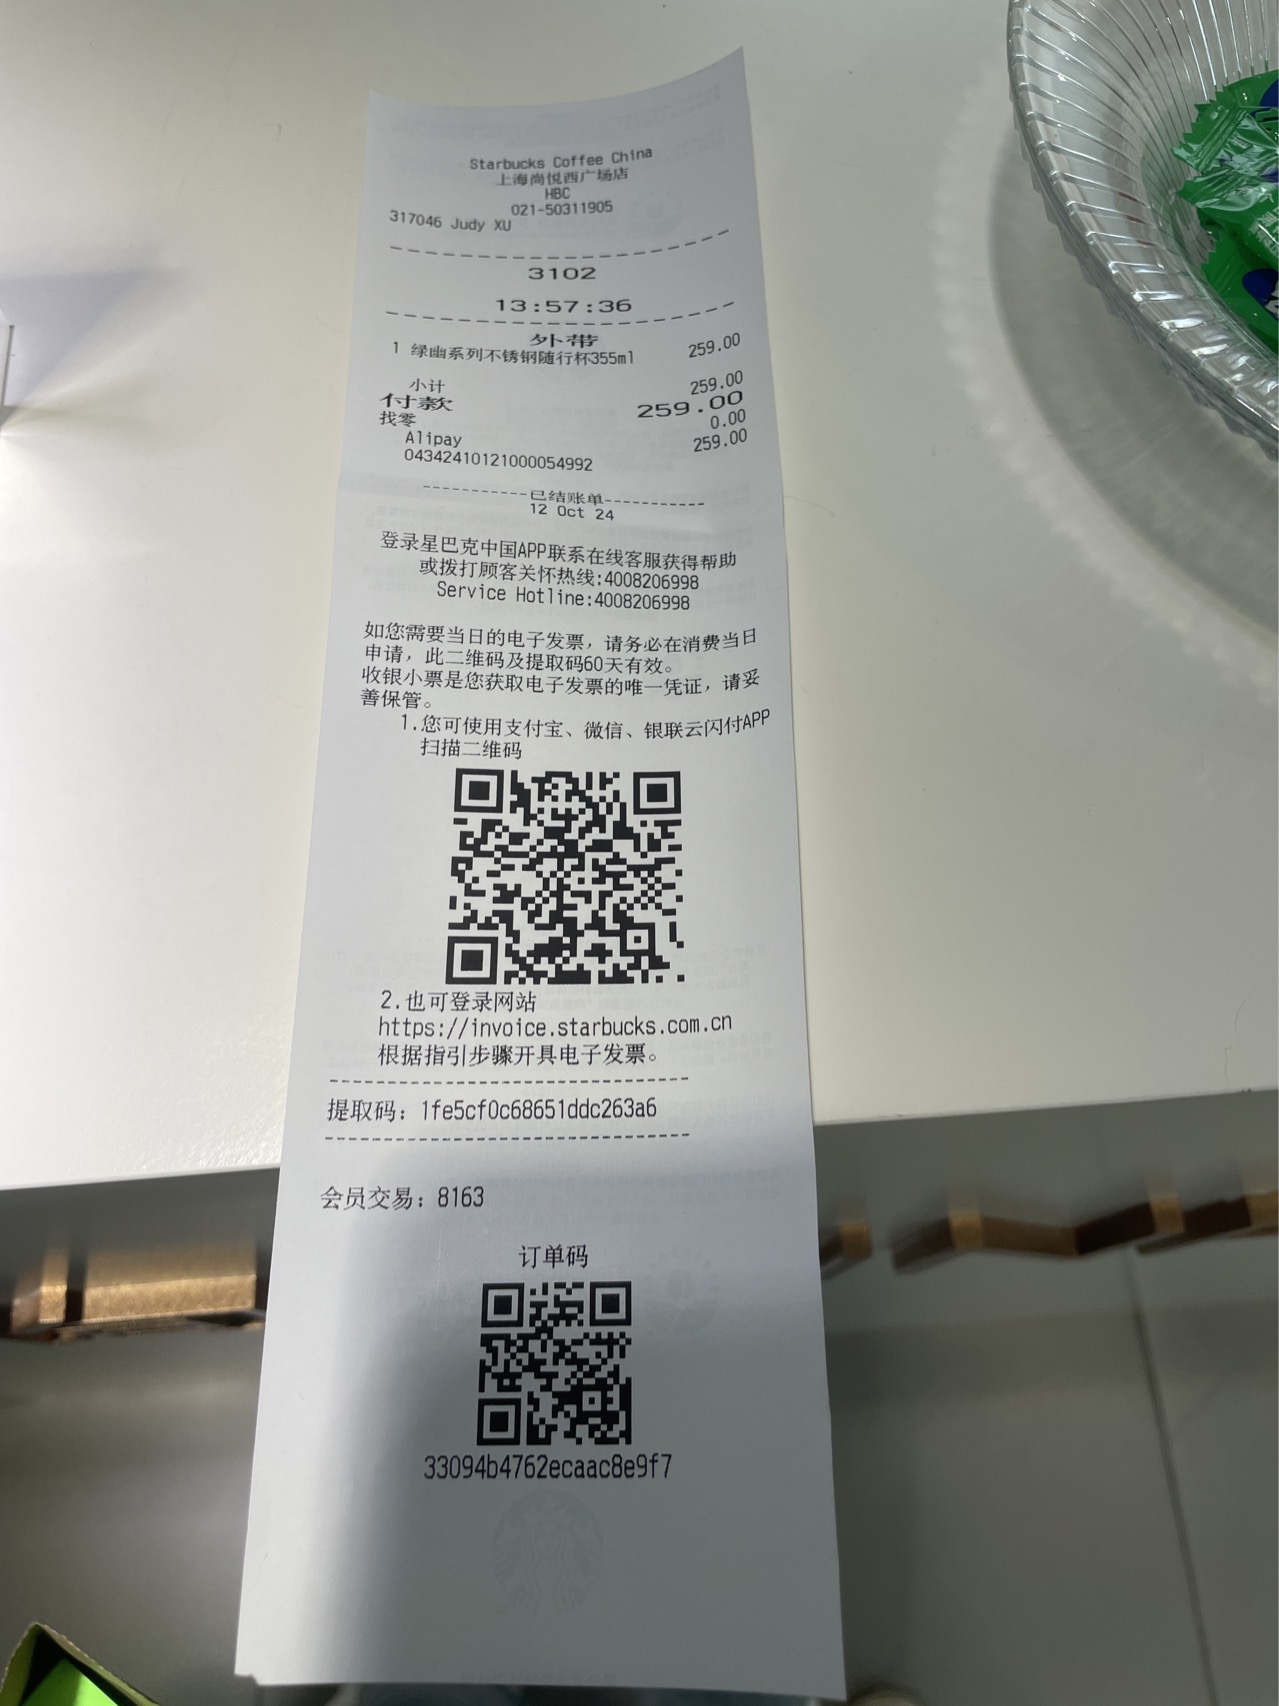 Starbucks Coffee China
上海尚悦西广场店
HBC
021-50311905
317046 Judy XU
3102
13:57:36
外带
1 绿幽系列不锈钢随行杯355ml 259.00
小计 259.00
付款 259.00
找零 0.00
Alipay 259.00
04342410121000054992
------------已结账单------------
12 Oct 24
登录星巴克中国APP联系在线客服获得帮助
或拨打顾客关怀热线:4008206998
Service Hotline:4008206998
如您需要当日的电子发票，请务必在消费当日
申请，此二维码及提取码60天有效。
收银小票是您获取电子发票的唯一凭证，请妥
善保管。
1.您可使用支付宝、微信、银联云闪付APP
扫描二维码
2.也可登录网站
https://invoice.starbucks.com.cn
根据指引步骤开具电子发票。
提取码：1fe5cf0c68651ddc263a6
会员交易：8163
订单码
33094b4762ecaac8e9f7